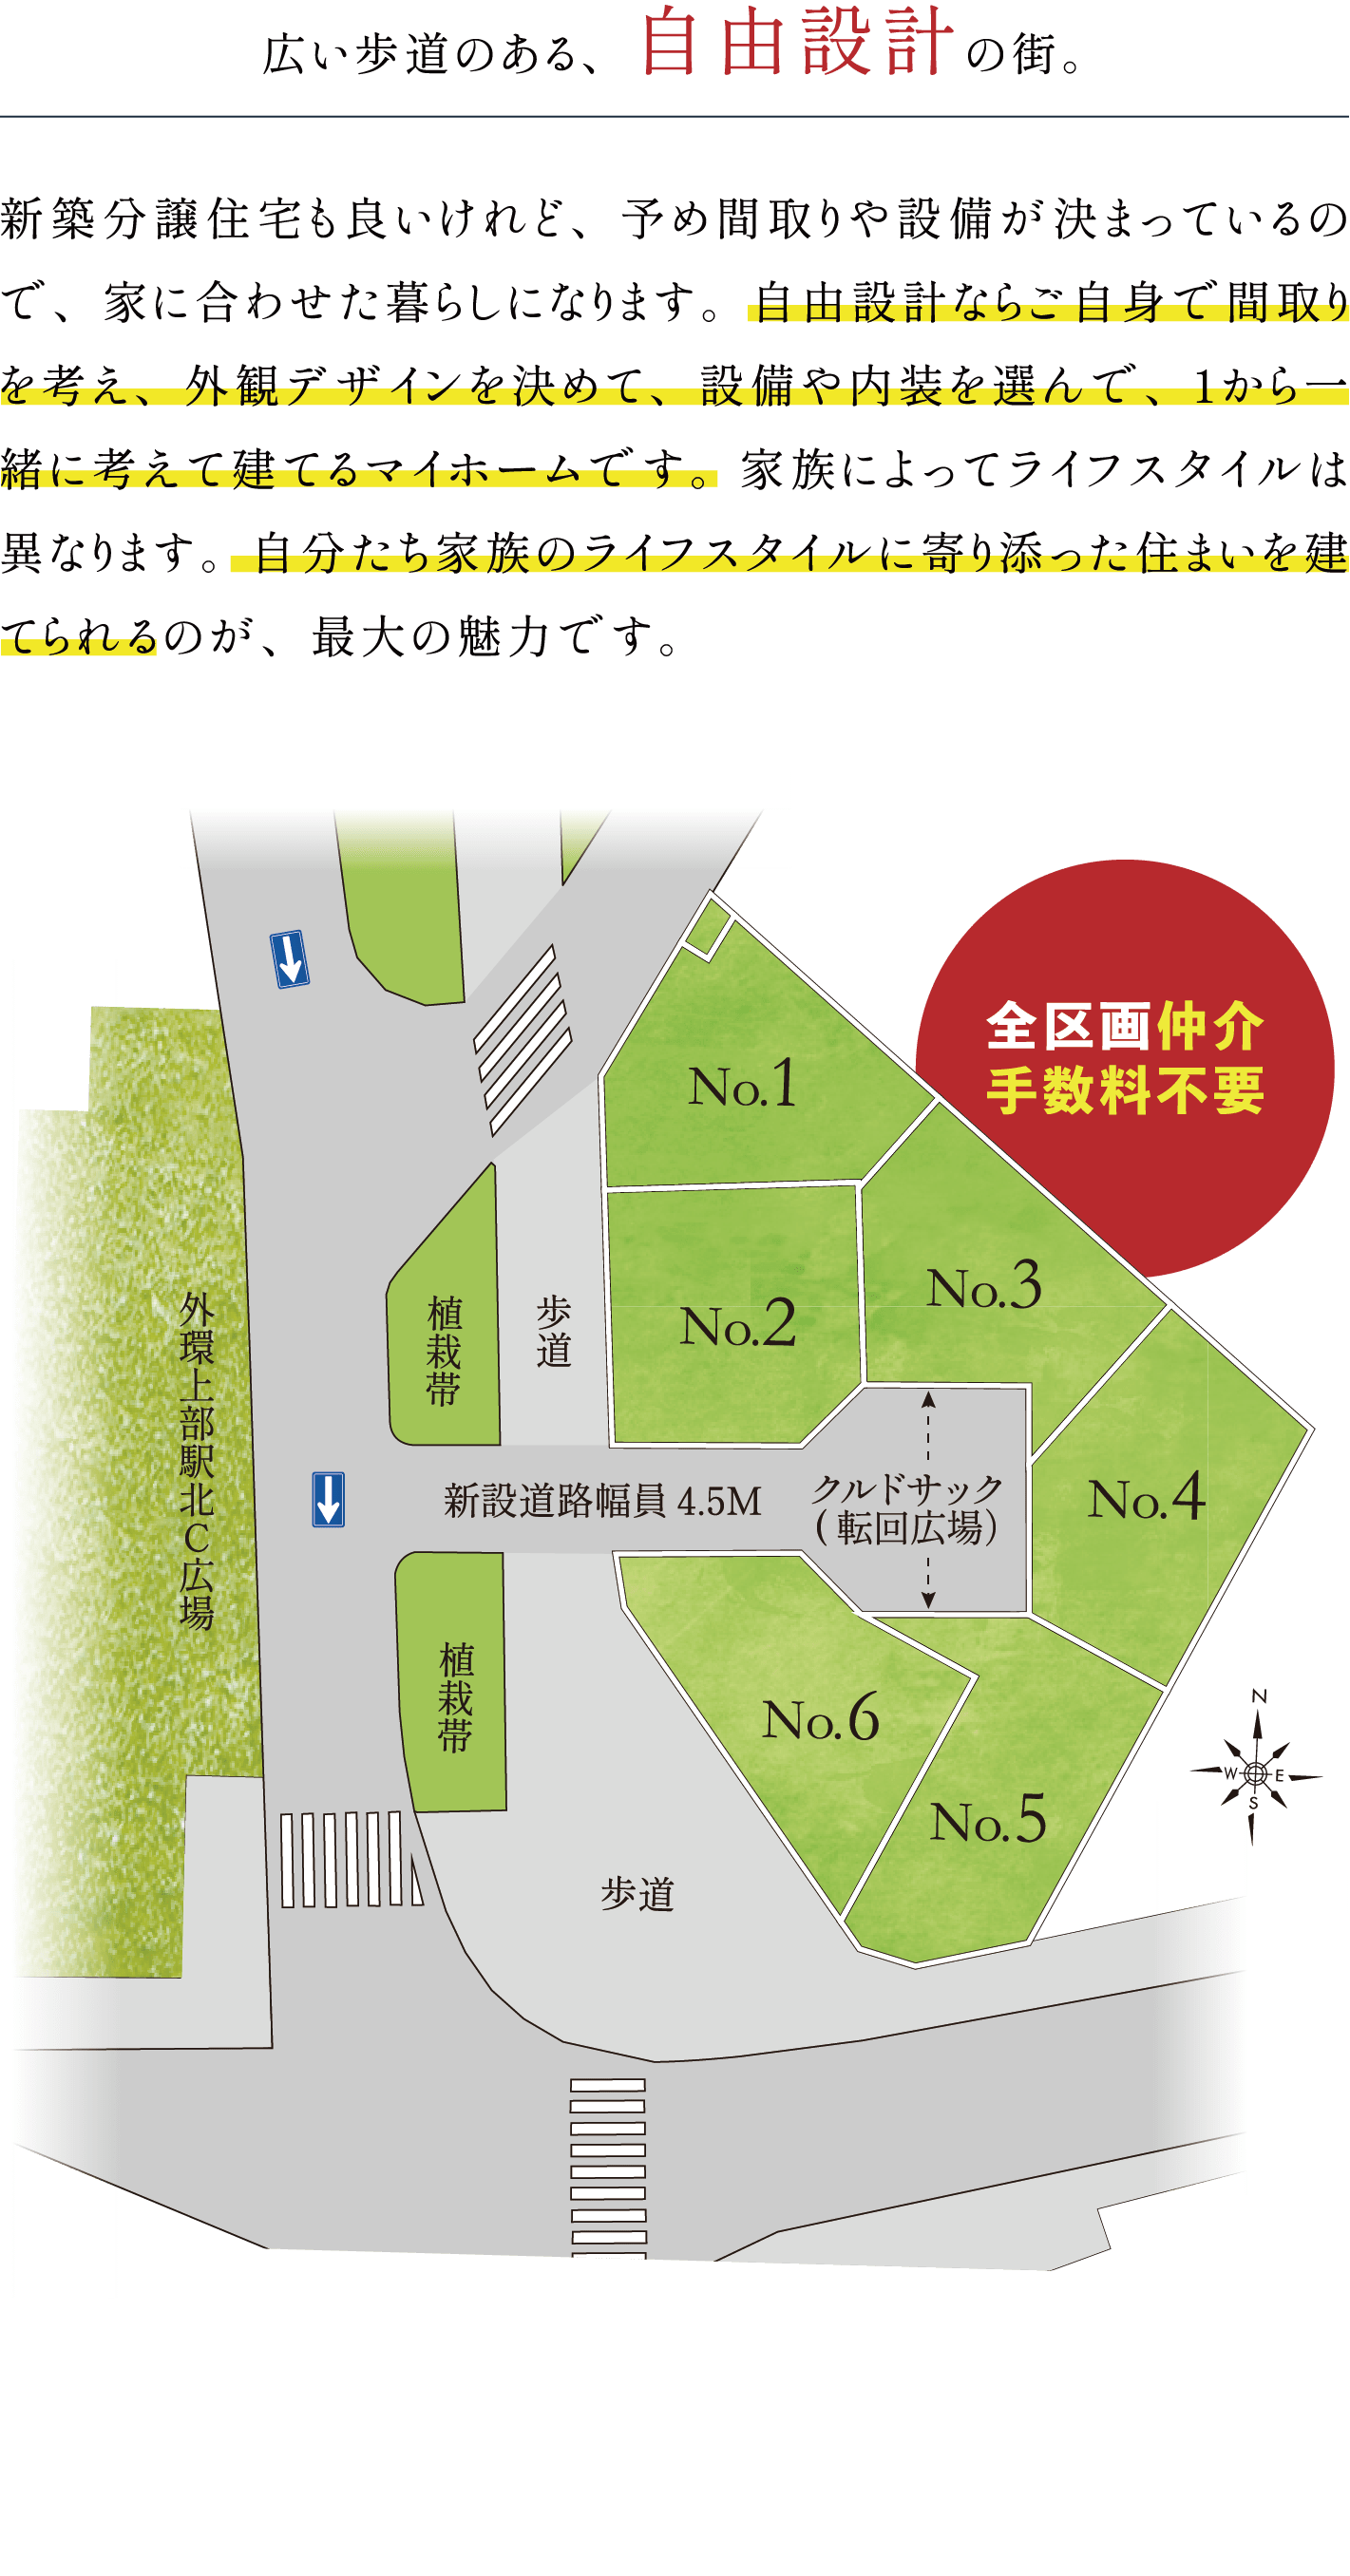 広い歩道のある、自由設計の街。
新築分譲住宅も良いけれど、予め間取りや設備が決まっているの
で、家に合わせた暮らしになります。自由設計ならご自身で間取り
を考え、外観デザインを決めて、設備や内装を選んで、1から一
緒に考えて建てるマイホームです。家族によってライフスタイルは
異なります。自分たち家族のライフスタイルに寄り添った住まいを建
てられるのが、最大の魅力です。
全区画仲介
手数料不要
No.1
No.2
No.3
植栽帯
歩道
外環上部駅北C広場
新設道路幅員 4.5M
クルドサック
(転回広場)
No.4
植栽帯
No.6
No.5
歩道
N
W
E
S